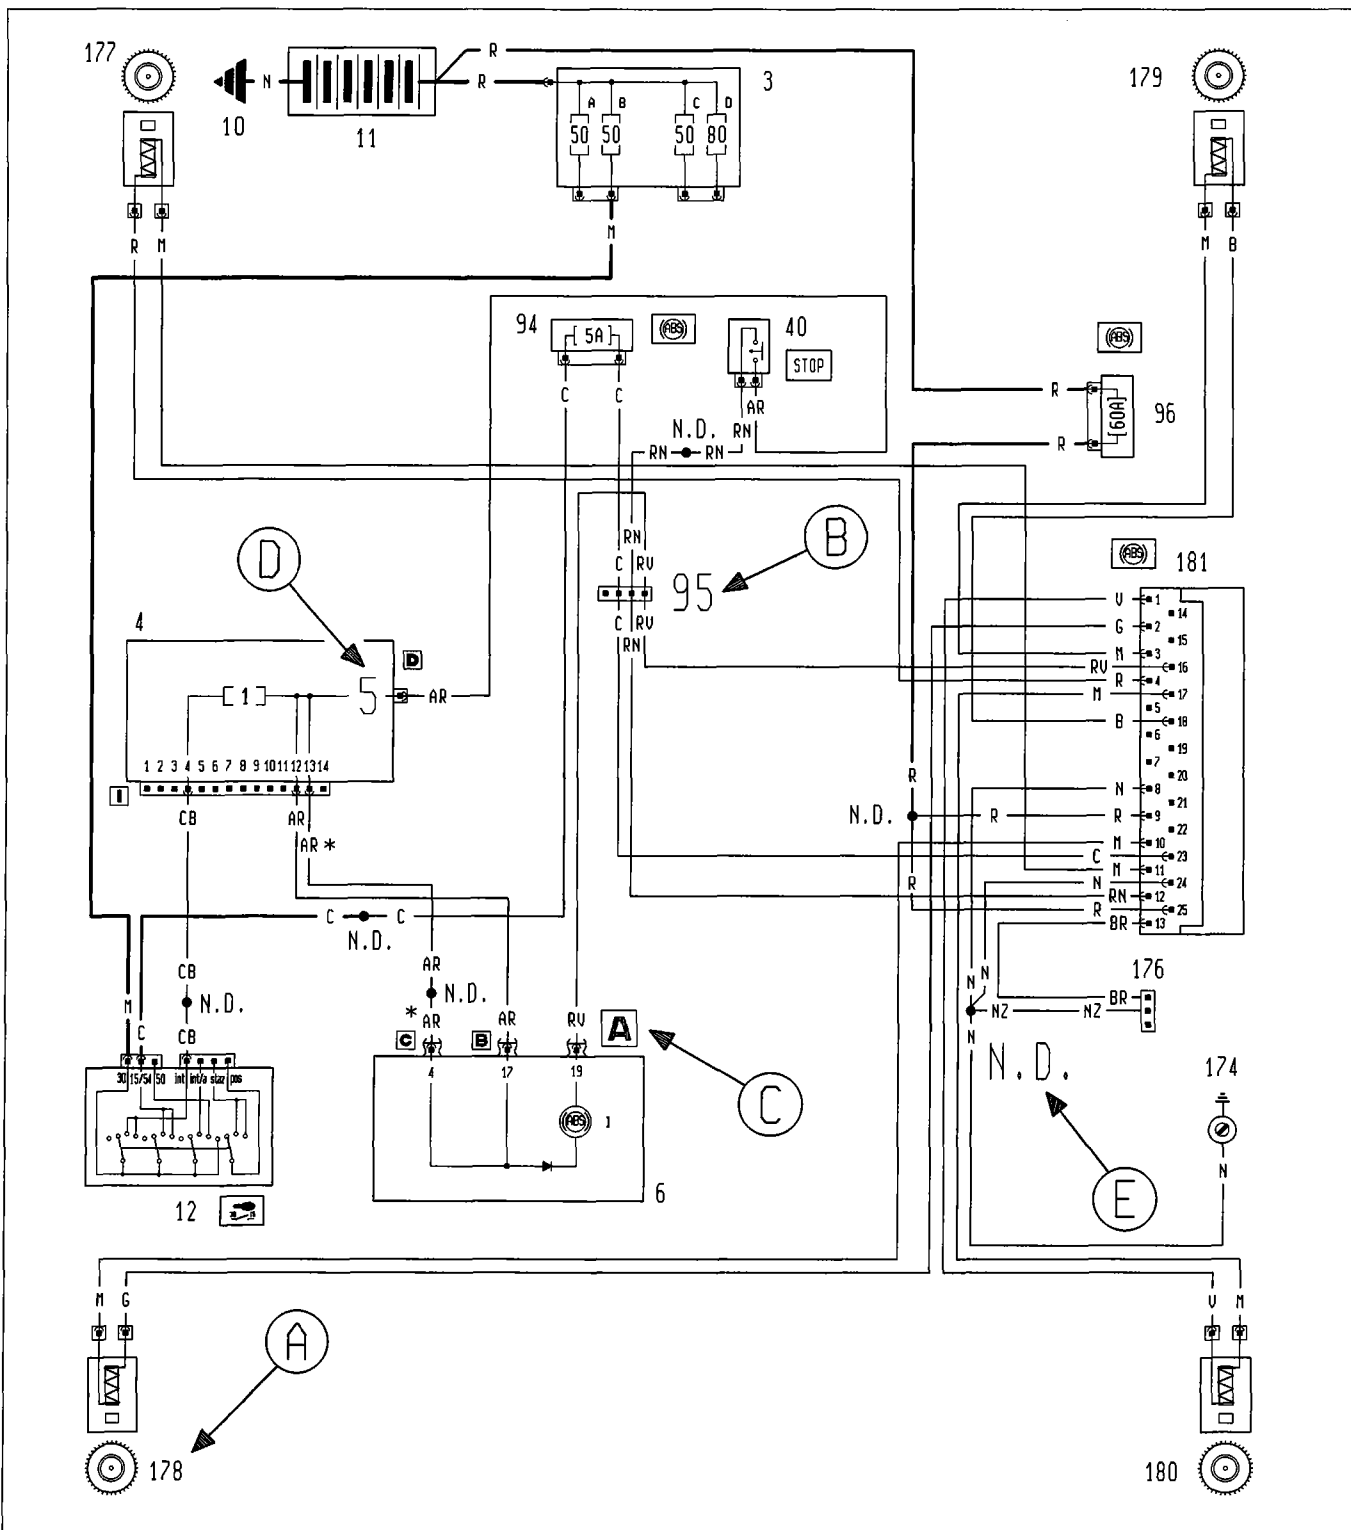 177
10
N
11
R
R
3
A
B
C
D
50
50
50
80
179
R
M
M
M
B
94
5A
(ABS)
40
STOP
(ABS)
C
C
AR
RN
N.D.
RN
RN
R
R
60A
96
D
B
RN
C
RV
95
C
RV
RN
(ABS)
181
4
D
1
5
AR
1 2 3 4 5 6 7 8 9 10 11 12 13 14
I
CB
AR
AR *
V
G
M
RV
R
M
B
N
R
M
C
M
N
RN
R
BR
1
2
3
16
4
17
5
18
6
19
7
20
8
21
9
22
10
23
11
24
12
25
13
14
15
R
N.D.
R
R
C
C
N.D.
CB
N.D.
CB
M
C
AR
N.D.
*
AR
AR
RV
A
C
B
4
17
19
(ABS)
1
6
C
30 15/54 50 int int/a staz pos
12
N
N
N
176
BR
NZ
NZ
N.D.
174
N
E
M
G
A
178
V
M
180